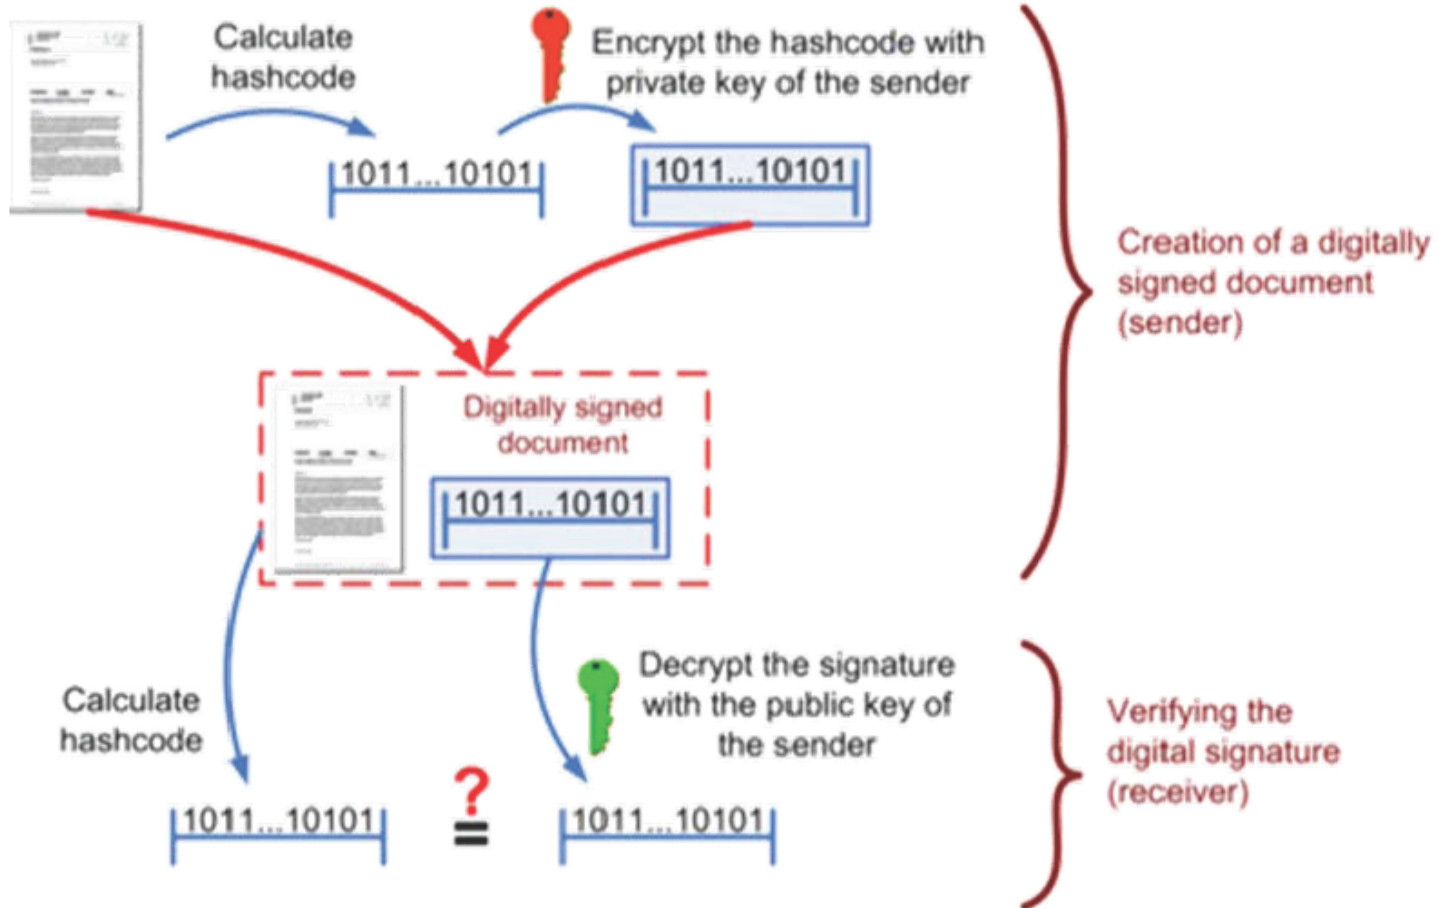 Calculate
hashcode
Encrypt the hashcode with
private key of the sender
1011...10101
1011...10101
Creation of a digitally
signed document
(sender)
Digitally signed
document
1011...10101
Calculate
hashcode
Decrypt the signature
with the public key of
the sender
Verifying the
digital signature
(receiver)
1011...10101
?
=
1011...10101